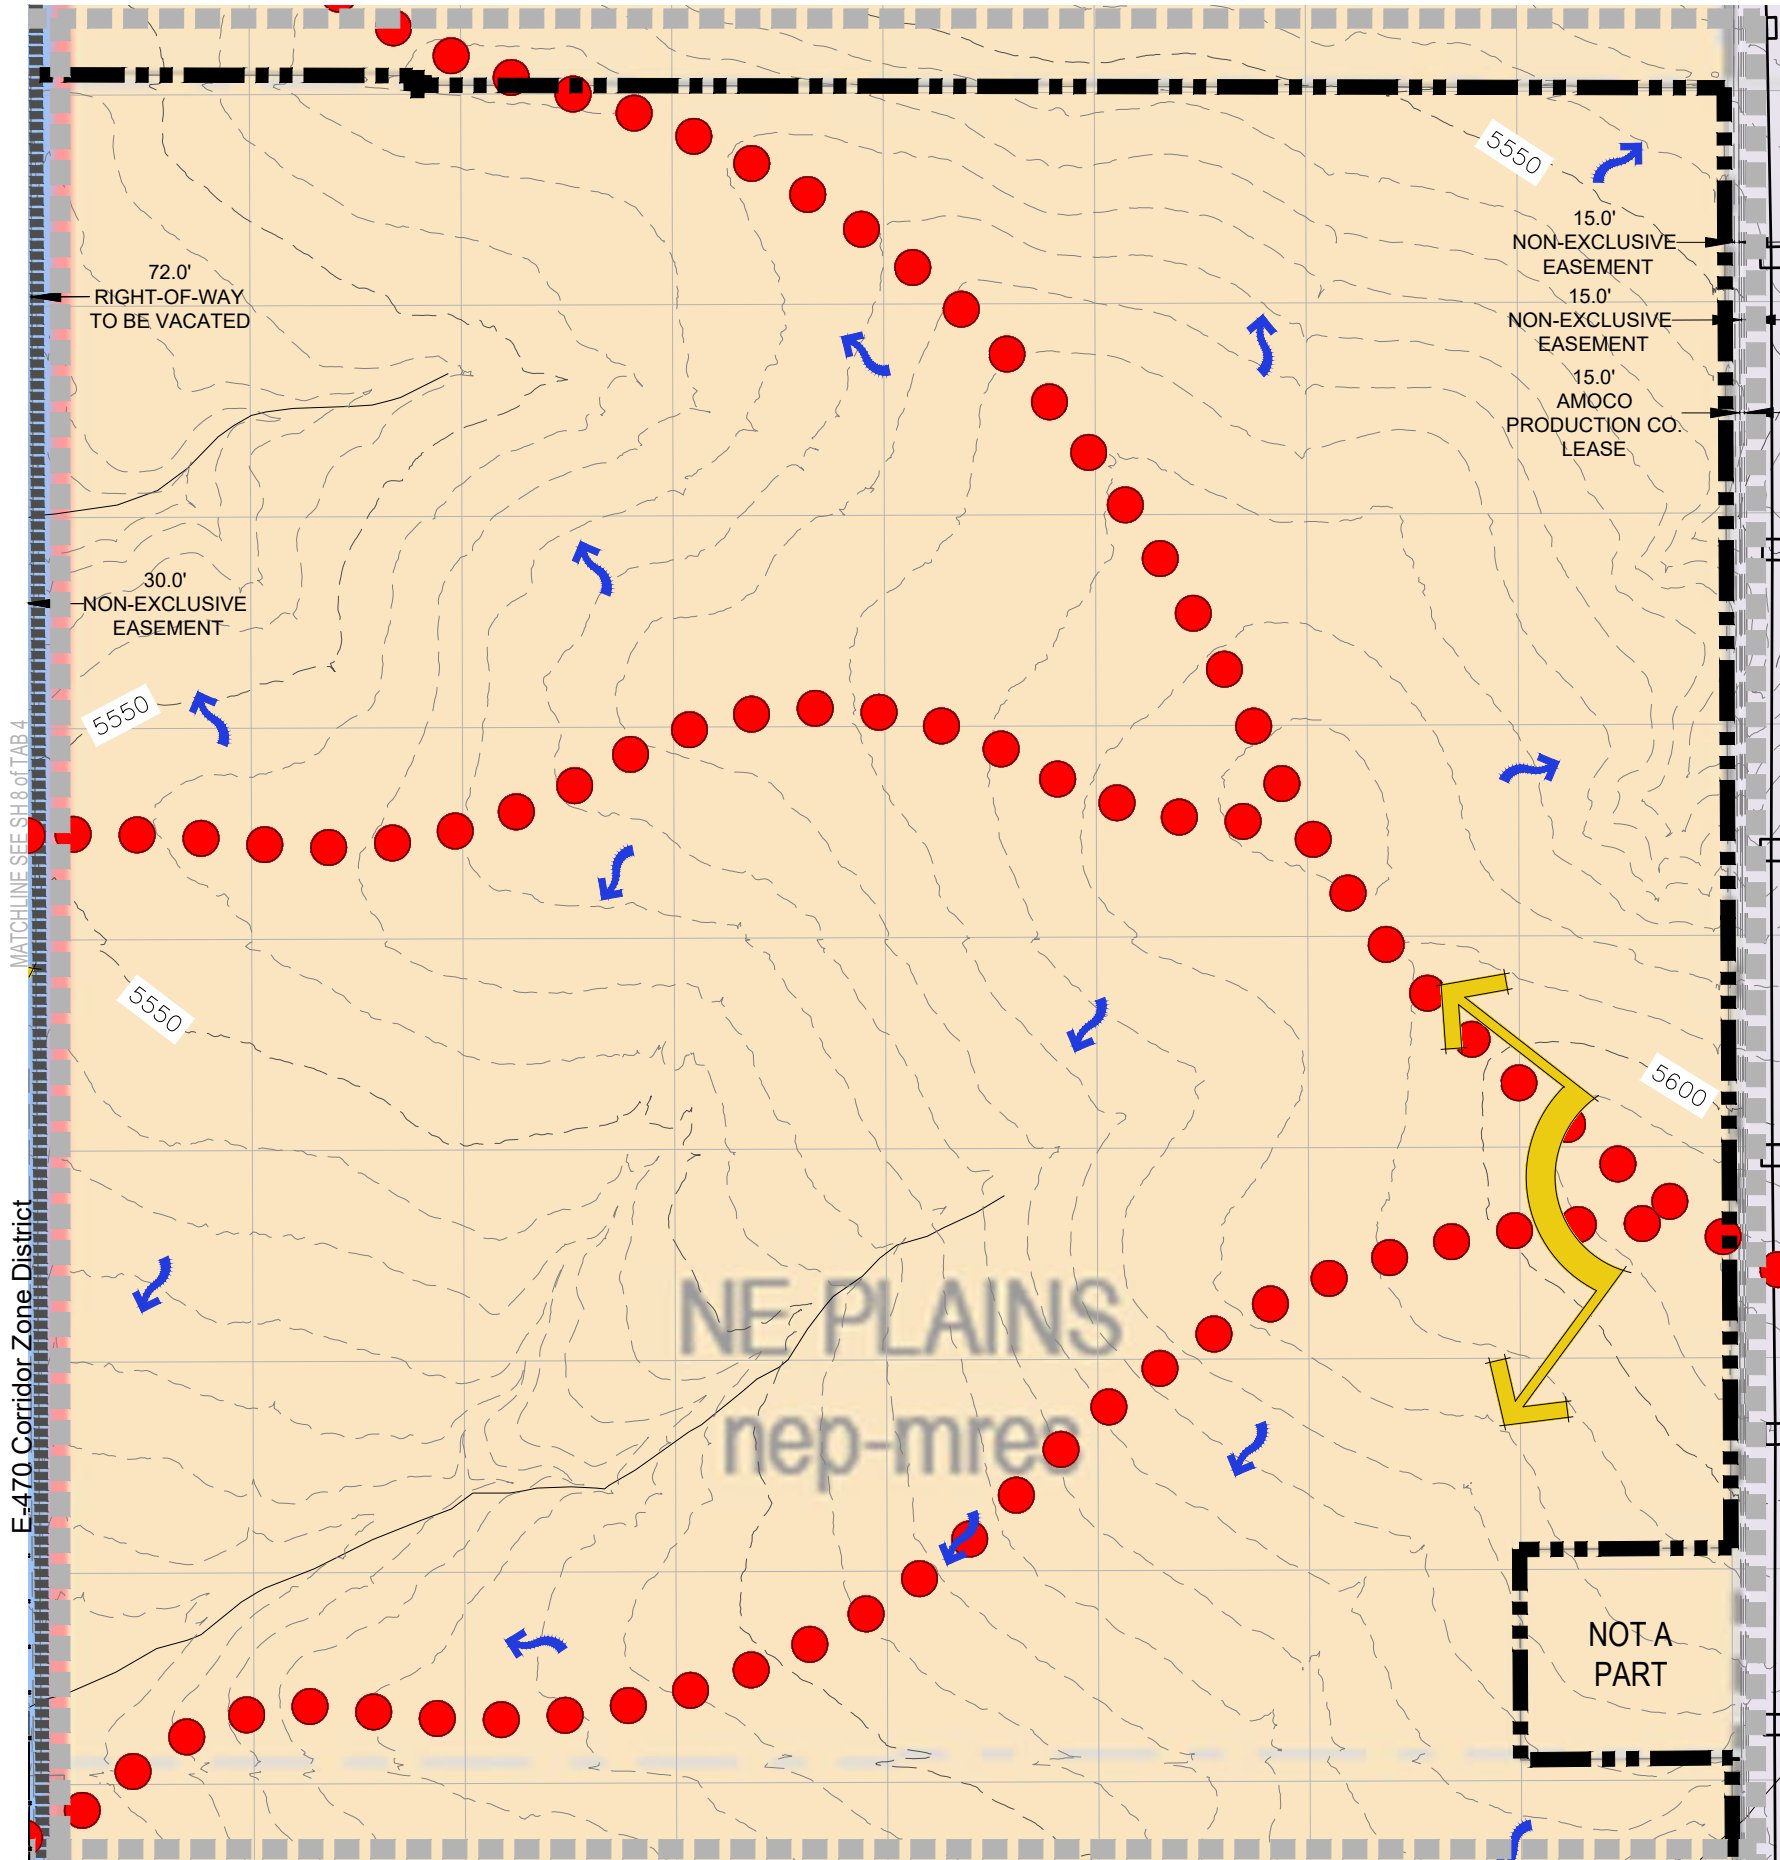 5550
15.0'
NON-EXCLUSIVE
EASEMENT
15.0'
NON-EXCLUSIVE
EASEMENT
15.0'
AMOCO
PRODUCTION CO.
LEASE
72.0'
RIGHT-OF-WAY
TO BE VACATED
30.0'
NON-EXCLUSIVE
EASEMENT
5550
MATCHLINE SEE SH 8 of TAB 4
5550
5600
E-470 Corridor Zone District
NE PLAINS
nep-mres
NOT A
PART